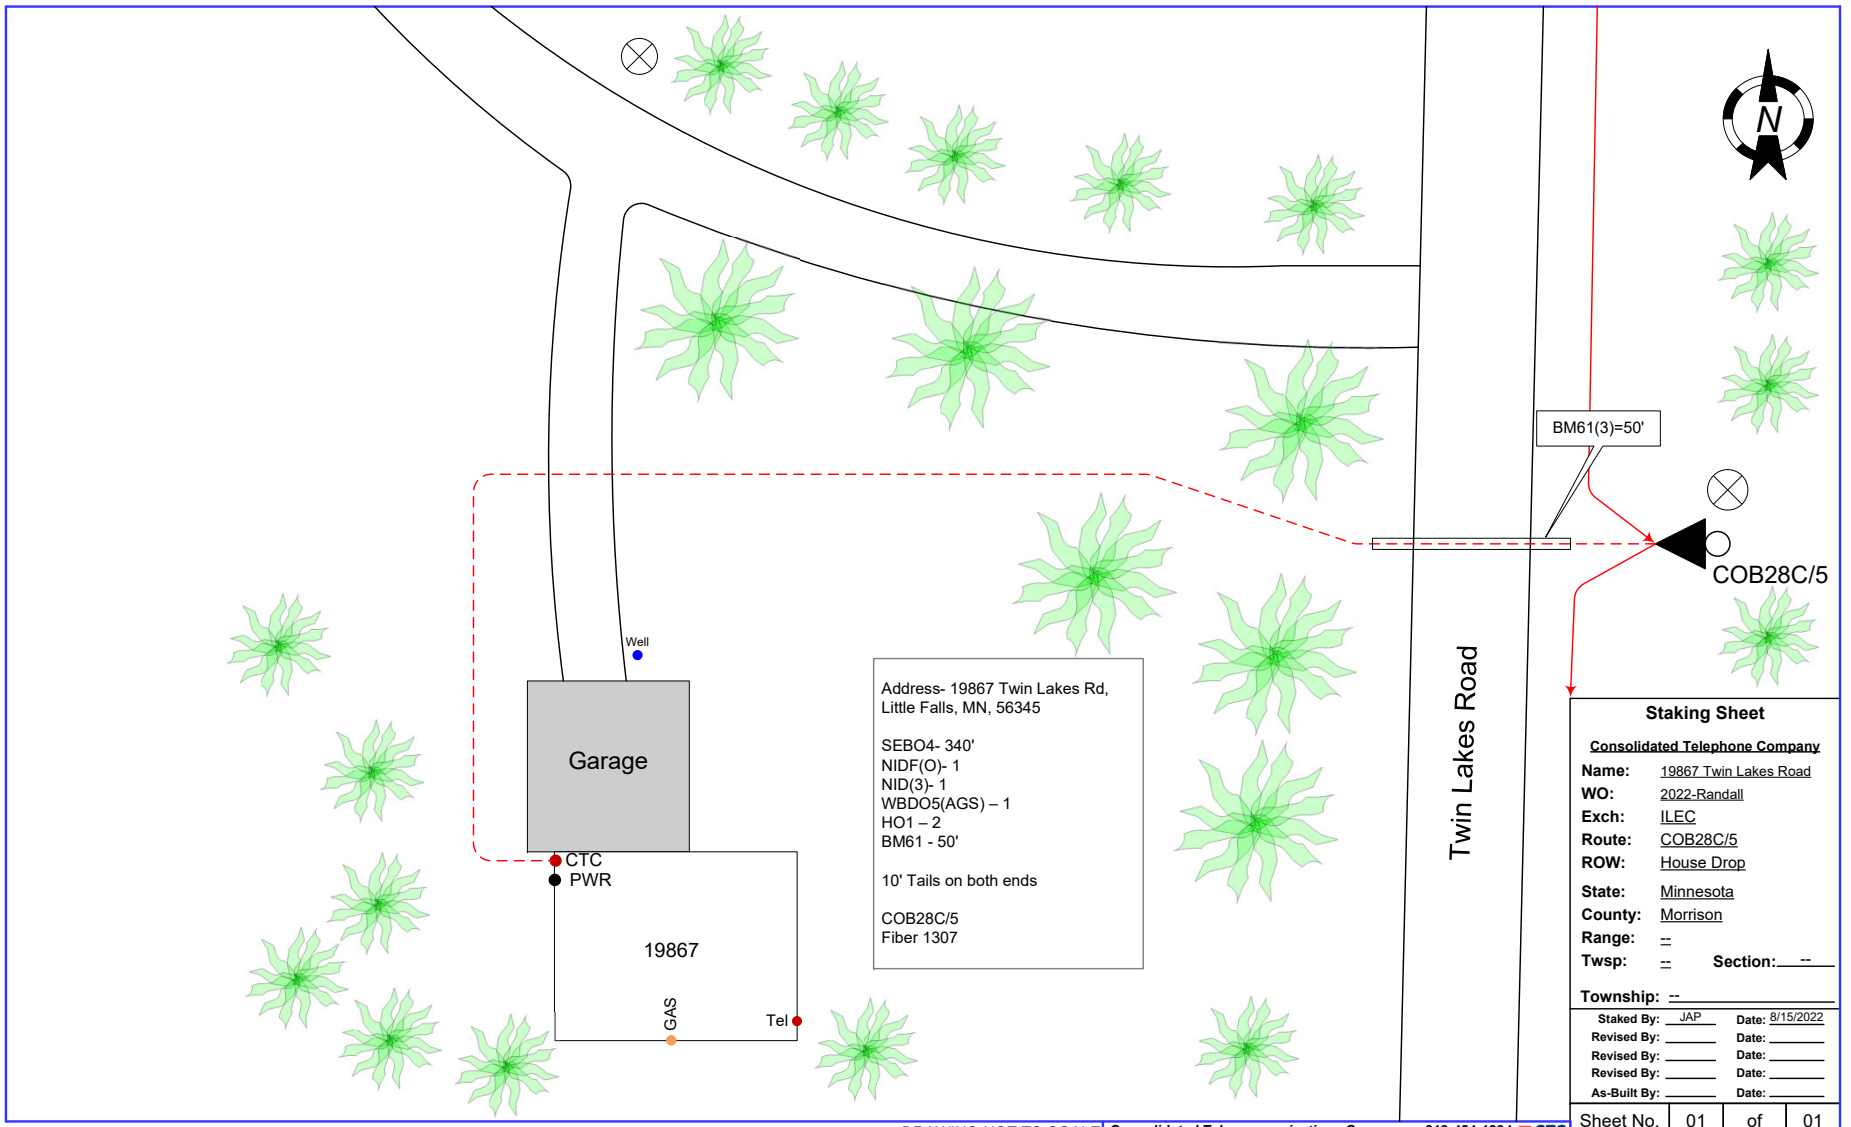 N
BM61(3)=50'
COB28C/5
Well
Garage
Twin Lakes Road
Address- 19867 Twin Lakes Rd,
Little Falls, MN, 56345
SEBO4- 340'
NIDF(O)- 1
NID(3)- 1
WBDO5(AGS) – 1
HO1 – 2
BM61 - 50'
10' Tails on both ends
COB28C/5
Fiber 1307
CTC
PWR
19867
GAS
Tel
Staking Sheet
Consolidated Telephone Company
Name: 19867 Twin Lakes Road
WO: 2022-Randall
Exch: ILEC
Route: COB28C/5
ROW: House Drop
State: Minnesota
County: Morrison
Range: --
Twsp: -- Section: --
Township: --
Staked By: JAP Date: 8/15/2022
Revised By: Date:
Revised By: Date:
Revised By: Date:
As-Built By: Date:
Sheet No. 01 of 01